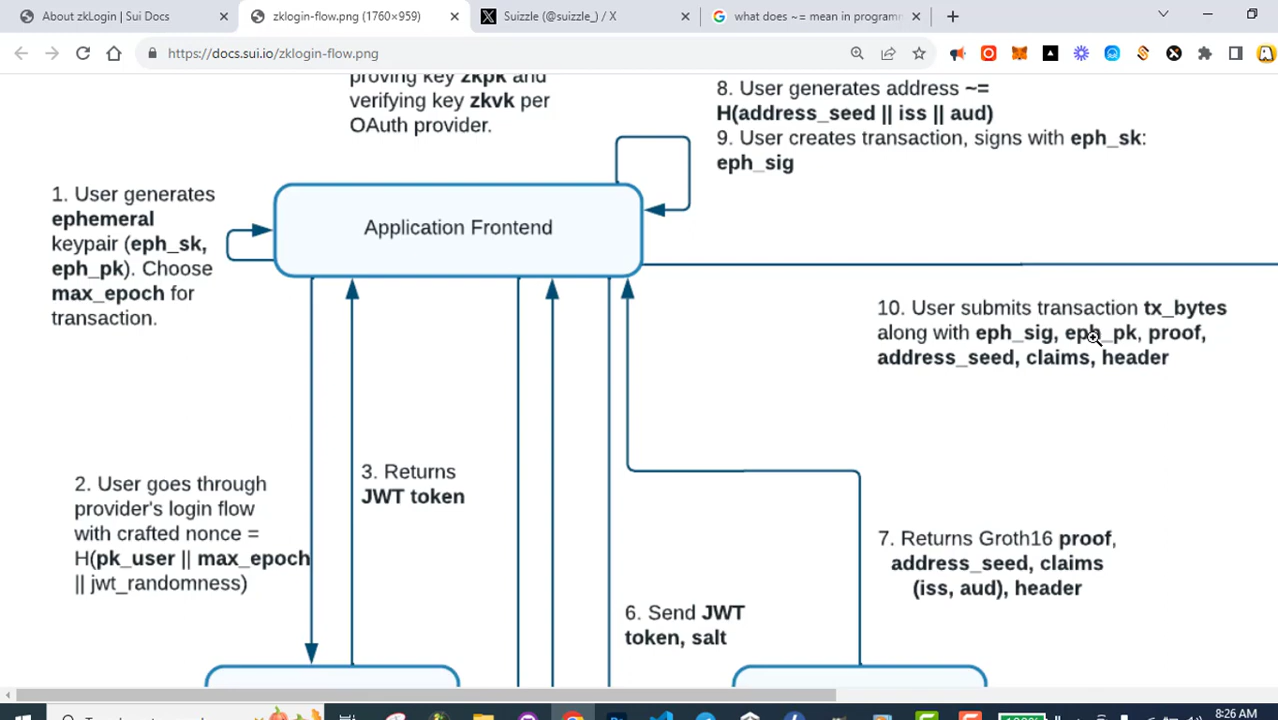 About zkLogin | Sui Docs
zklogin-flow.png (1760×959)
Suizzle (@suizzle_) / X
what does ~= mean in programm
https://docs.sui.io/zklogin-flow.png
proving key zkpk and
verifying key zkvk per
OAuth provider.
8. User generates address ~=
H(address_seed || iss || aud)
9. User creates transaction, signs with eph_sk:
eph_sig
1. User generates
ephemeral
keypair (eph_sk,
eph_pk). Choose
max_epoch for
transaction.
Application Frontend
10. User submits transaction tx_bytes
along with eph_sig, eph_pk, proof,
address_seed, claims, header
2. User goes through
provider's login flow
with crafted nonce =
H(pk_user || max_epoch
|| jwt_randomness)
3. Returns
JWT token
7. Returns Groth16 proof,
address_seed, claims
(iss, aud), header
6. Send JWT
token, salt
8:26 AM